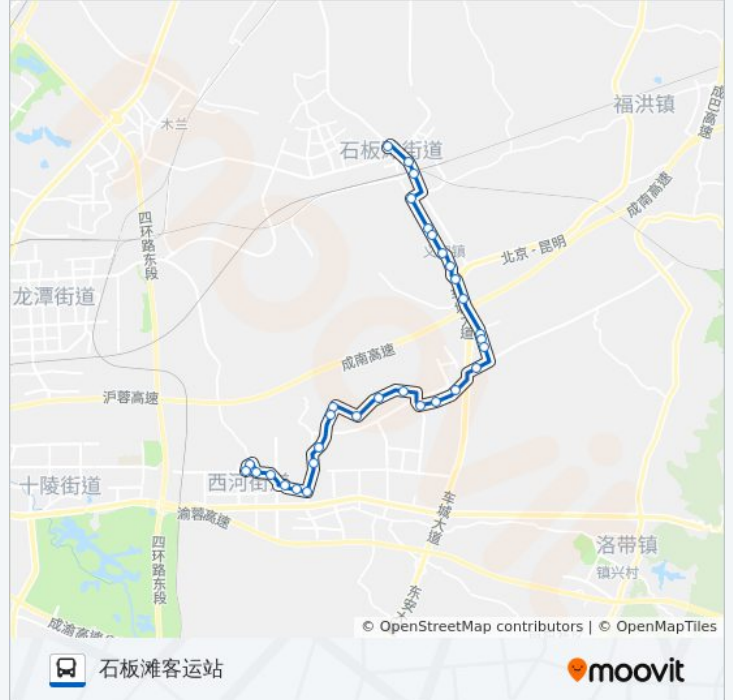 福洪镇
成巴高速
木兰
石板滩街道
成南高速
四环路东段
北京 - 昆明
龙潭街道
成南高速
沪蓉高速
西河街道
十陵街道
渝蓉高速
车城大道
四环路东段
洛带镇
镇兴村
© OpenStreetMap contributors | © OpenMapTiles
石板滩客运站
moovit